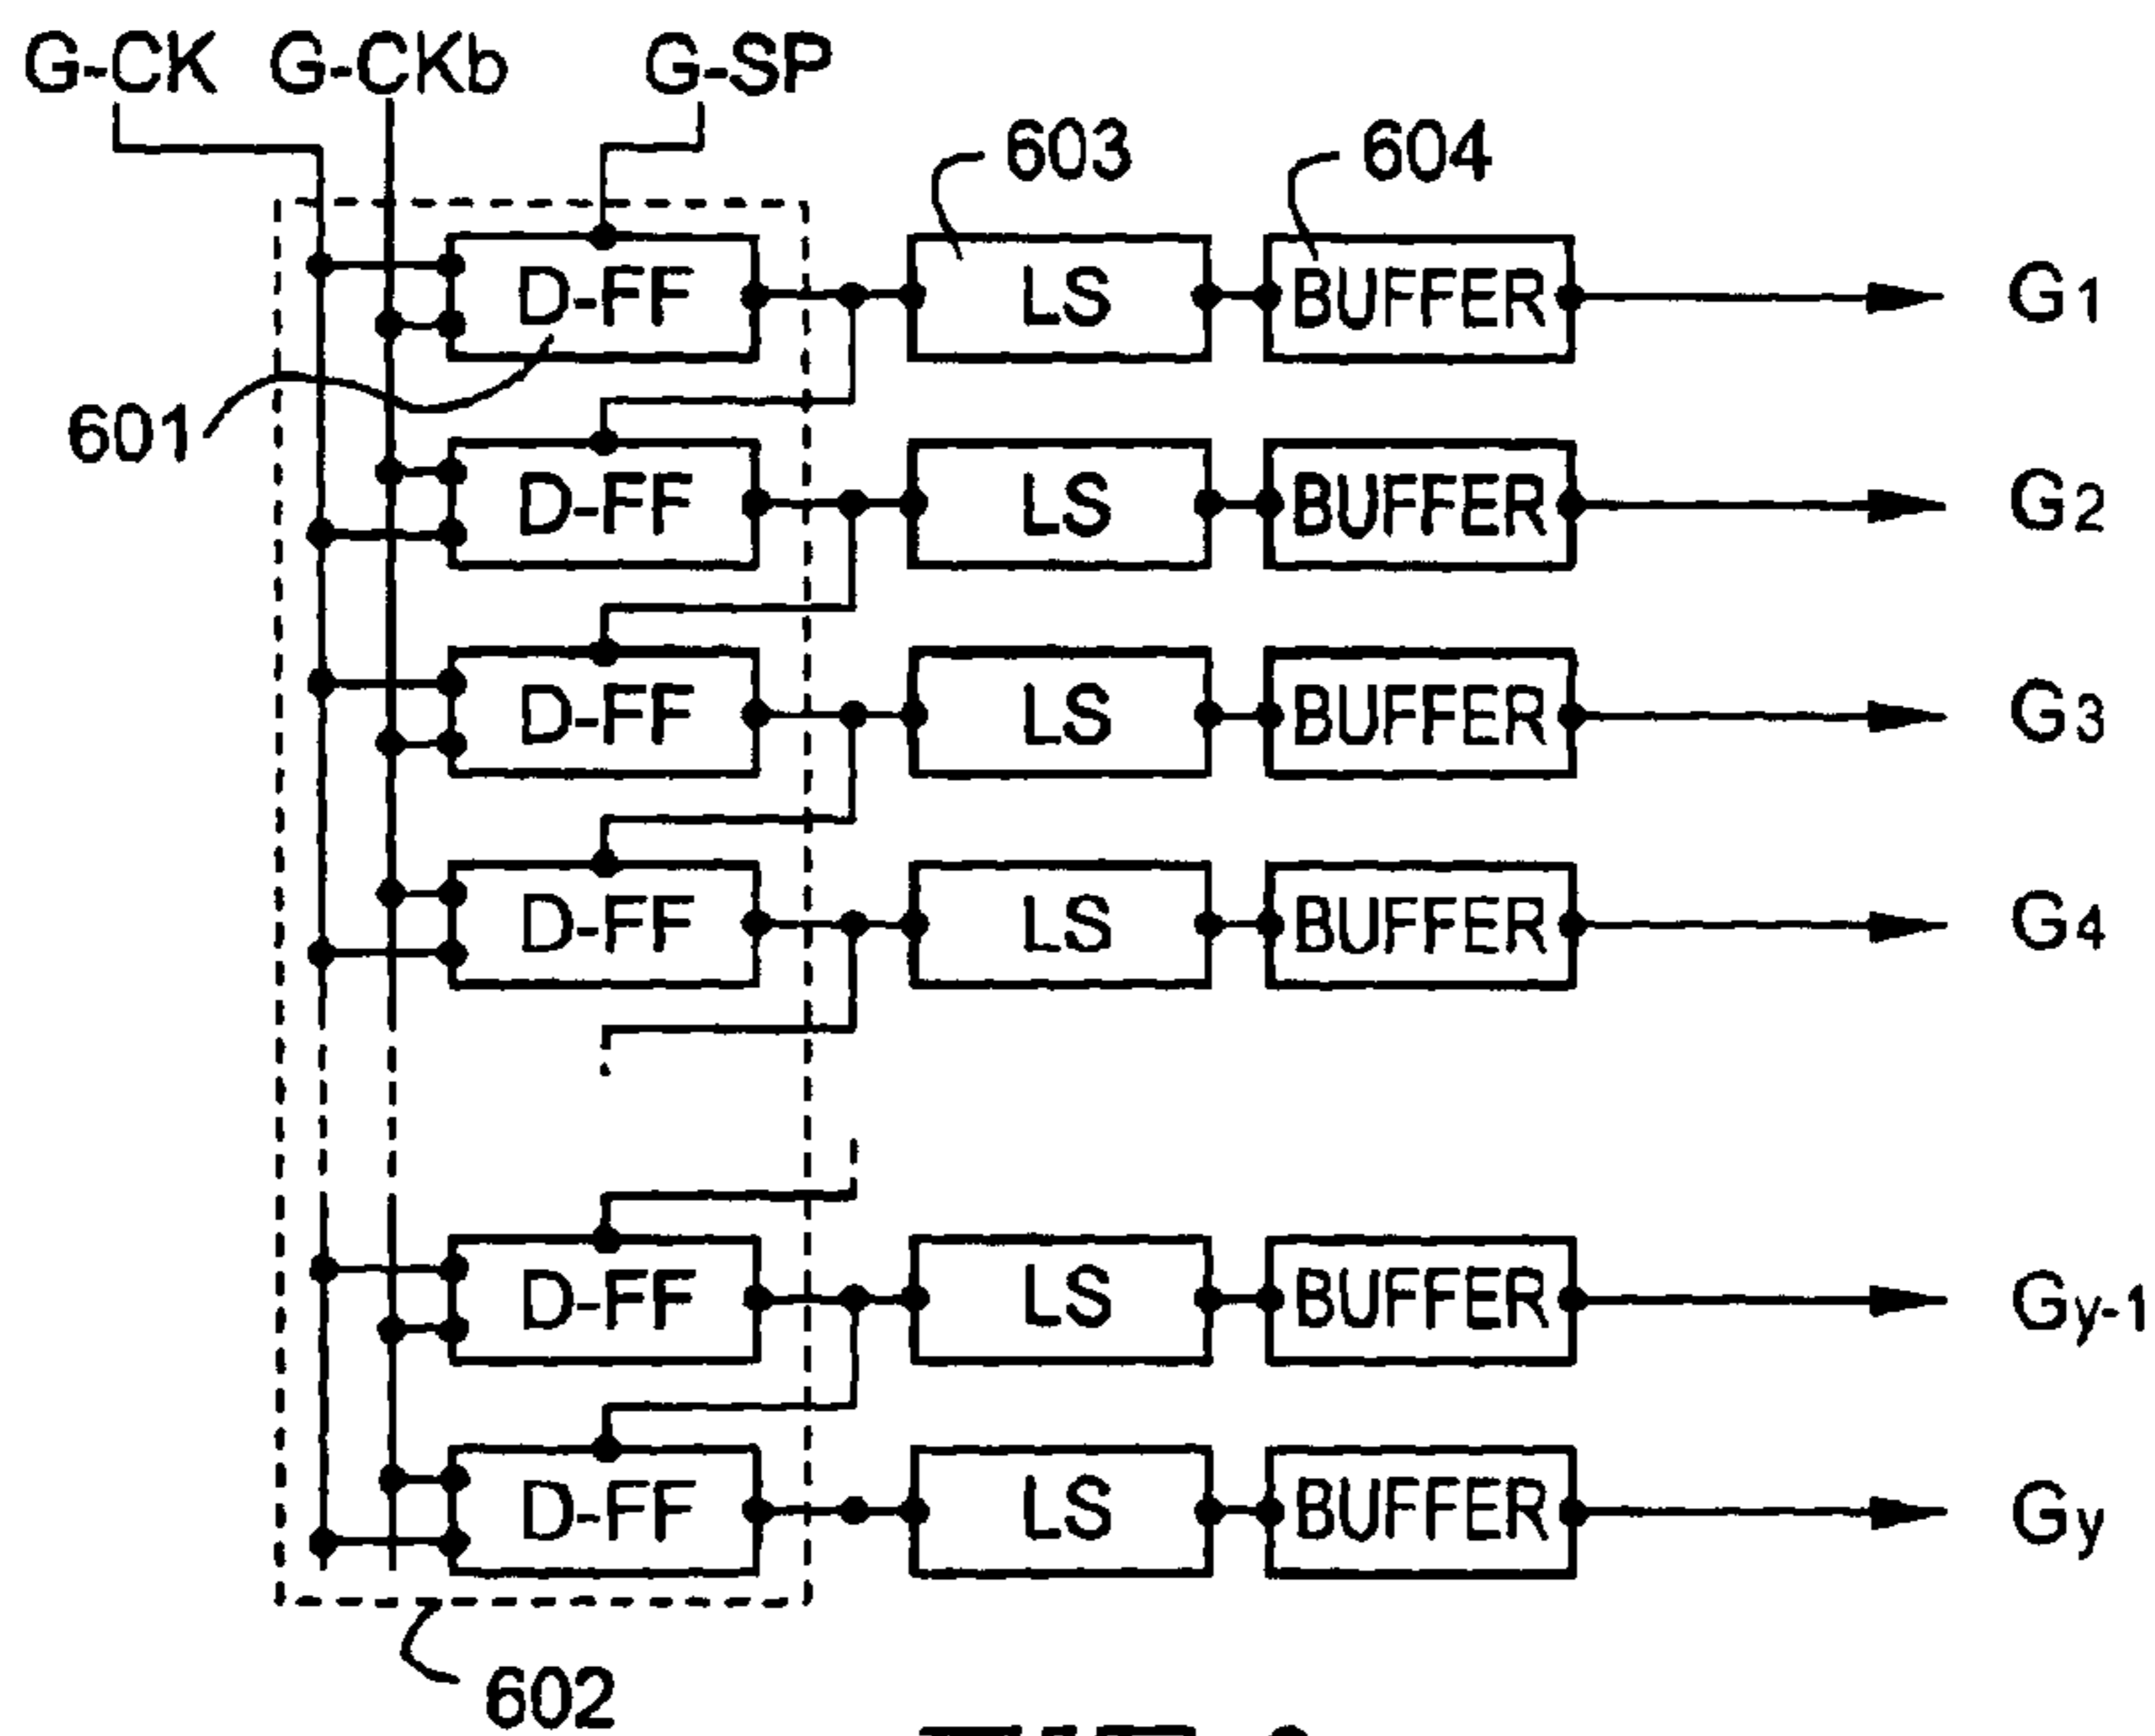 G-CK G-CKb G-SP
603 604
D-FF LS BUFFER G1
601
D-FF LS BUFFER G2
D-FF LS BUFFER G3
D-FF LS BUFFER G4
D-FF LS BUFFER Gy-1
D-FF LS BUFFER Gy
602